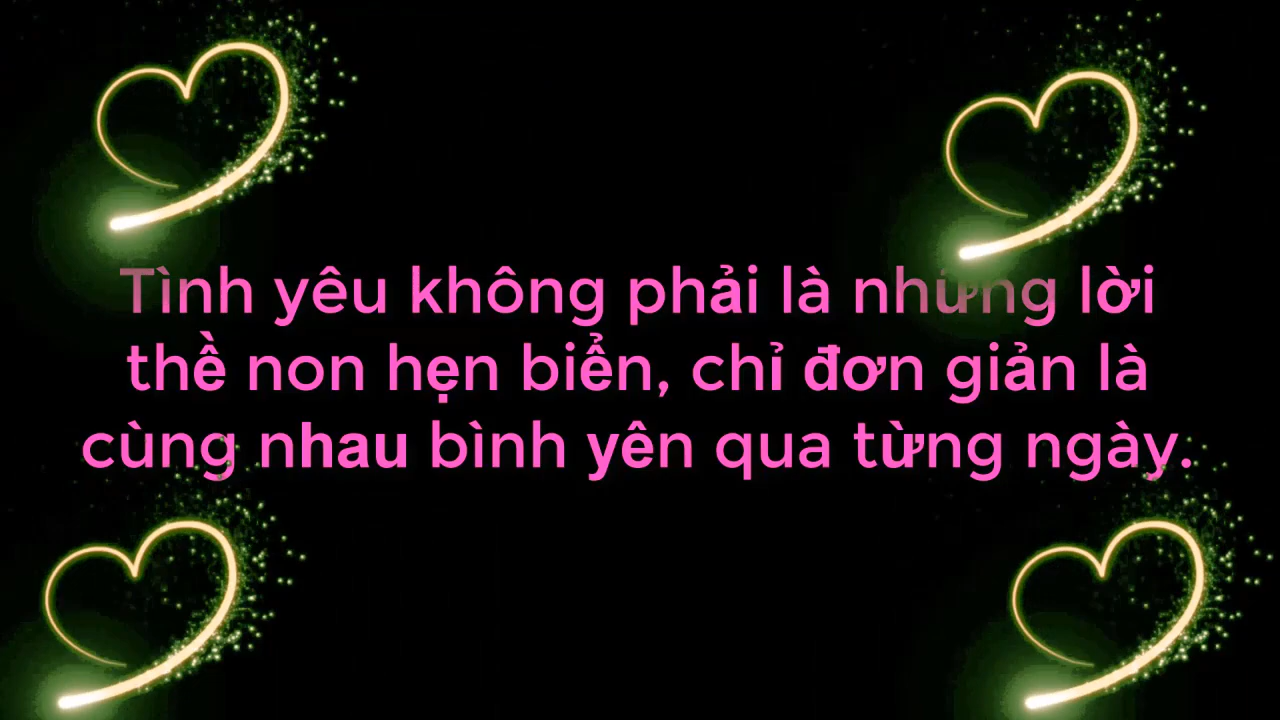 Tình yêu không phải là những lời
thề non hẹn biển, chỉ đơn giản là
cùng nhau bình yên qua từng ngày.